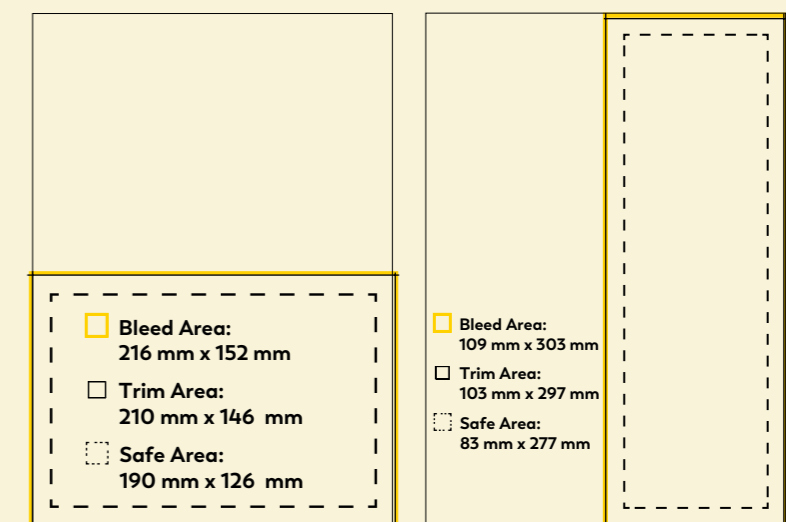 Bleed Area:
216 mm x 152 mm
Trim Area:
210 mm x 146  mm
Safe Area:
190 mm x 126  mm
Bleed Area:
109 mm x 303 mm
Trim Area:
103 mm x 297 mm
Safe Area:
83 mm x 277 mm